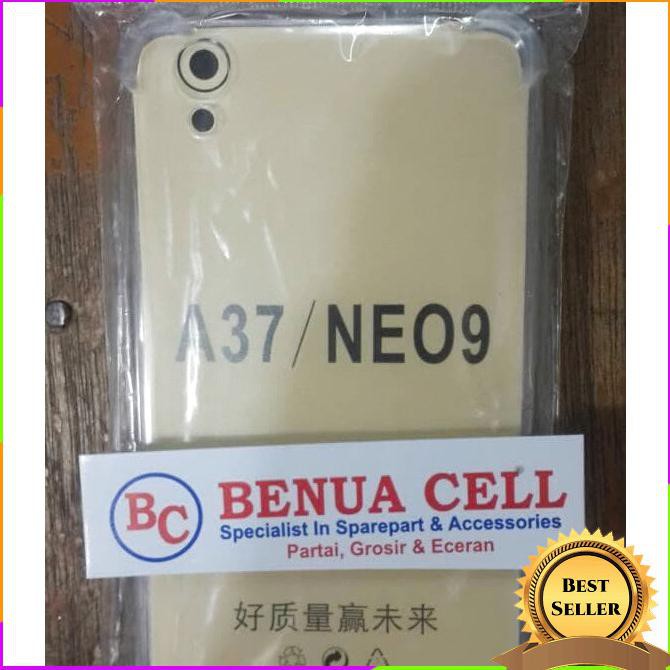 A37/NEO9
BC
BENUA CELL
Specialist In Sparepart & Accessories
Partai, Grosir & Eceran
好质量赢未来
BEST
SELLER